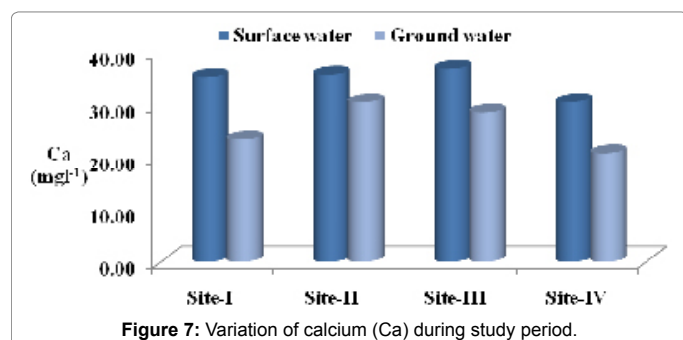 Surface water Ground water
40.00
30.00
20.00
10.00
0.00
Ca
(mgl⁻¹)
Site-I Site-II Site-III Site-IV
Figure 7: Variation of calcium (Ca) during study period.